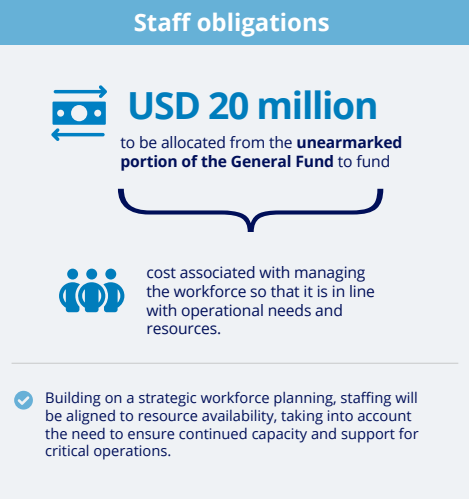 Staff obligations
USD 20 million
to be allocated from the unearmarked
portion of the General Fund to fund
cost associated with managing
the workforce so that it is in line
with operational needs and
resources.
Building on a strategic workforce planning, staffing will
be aligned to resource availability, taking into account
the need to ensure continued capacity and support for
critical operations.